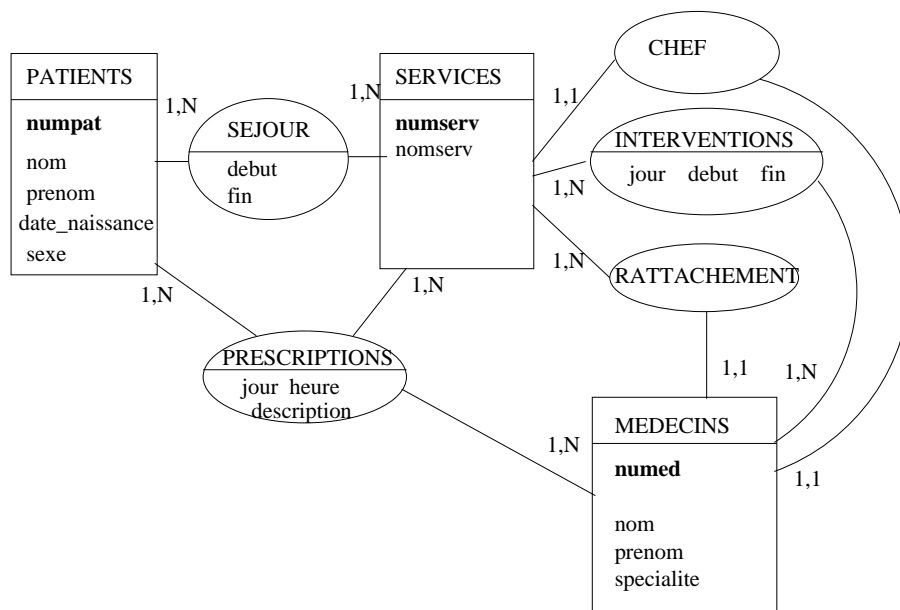 PATIENTS
numpat
nom
prenom
date_naissance
sexe
1,N
SEJOUR
debut
fin
1,N
SERVICES
numserv
nomserv
1,1
CHEF
1,N
INTERVENTIONS
jour debut fin
1,N
RATTACHEMENT
1,N
1,N
PRESCRIPTIONS
jour heure
description
1,N
1,1
1,N
1,1
MEDECINS
numed
nom
prenom
specialite